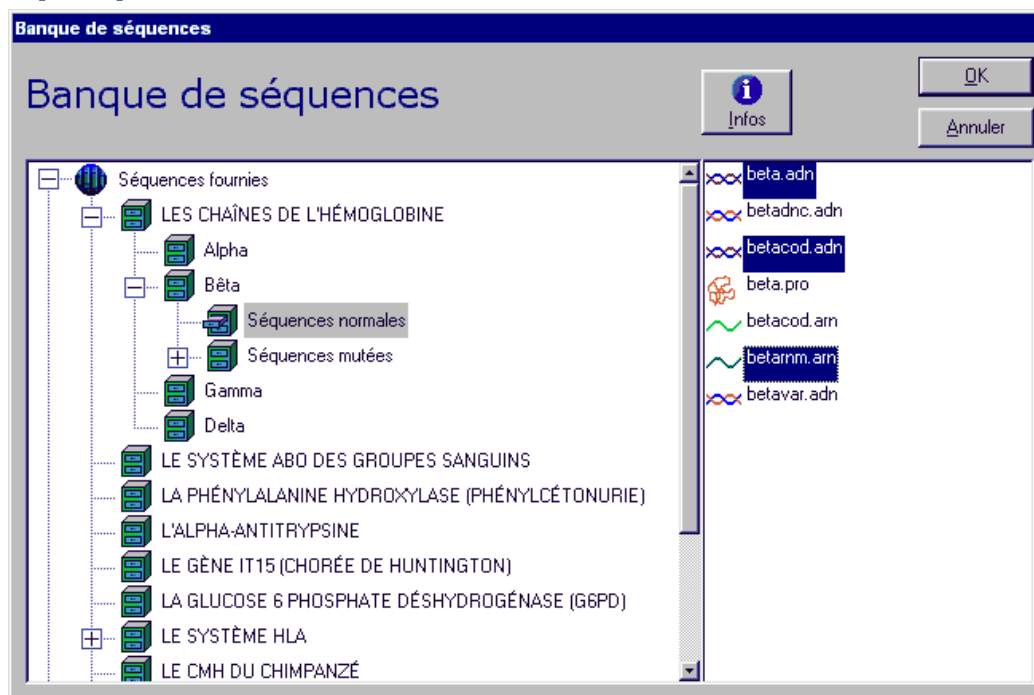 Banque de séquences
Banque de séquences
Infos
OK
Annuler
Séquences fournies
LES CHAÎNES DE L'HÉMOGLOBINE
Alpha
Bêta
Séquences normales
Séquences mutées
Gamma
Delta
LE SYSTÈME ABO DES GROUPES SANGUINS
LA PHÉNYLALANINE HYDROXYLASE (PHÉNYLCÉTONURIE)
L'ALPHA-ANTITRYPSINE
LE GÈNE IT15 (CHORÉE DE HUNTINGTON)
LA GLUCOSE 6 PHOSPHATE DÉSHYDROGÉNASE (G6PD)
LE SYSTÈME HLA
LE CMH DU CHIMPANZÉ
beta.adn
betadnc.adn
betacod.adn
beta.pro
betacod.arn
betarnm.arn
betavar.adn